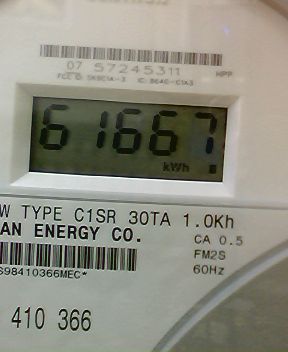 07 57245311 HPP
61667
kWh
W TYPE C1SR 30TA 1.0Kh
AN ENERGY CO. CA 0.5
FM2S
S98410366MEC* 60Hz
410 366